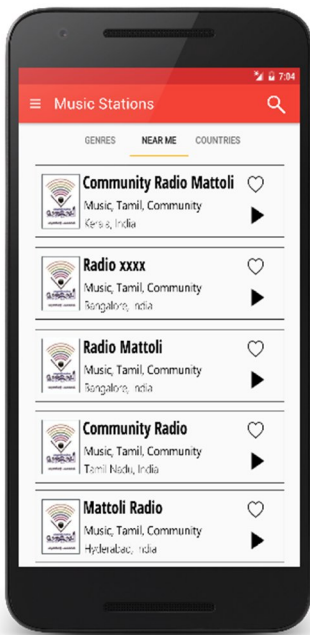 7:04
Music Stations
GENRES NEAR ME COUNTRIES
Community Radio Mattoli
Music, Tamil, Community
Kerala, India
Radio xxxx
Music, Tamil, Community
Bangalore, India
Radio Mattoli
Music, Tamil, Community
Bangalore, India
Community Radio
Music, Tamil, Community
Tamil Nadu, India
Mattoli Radio
Music, Tamil, Community
Hyderabad, India